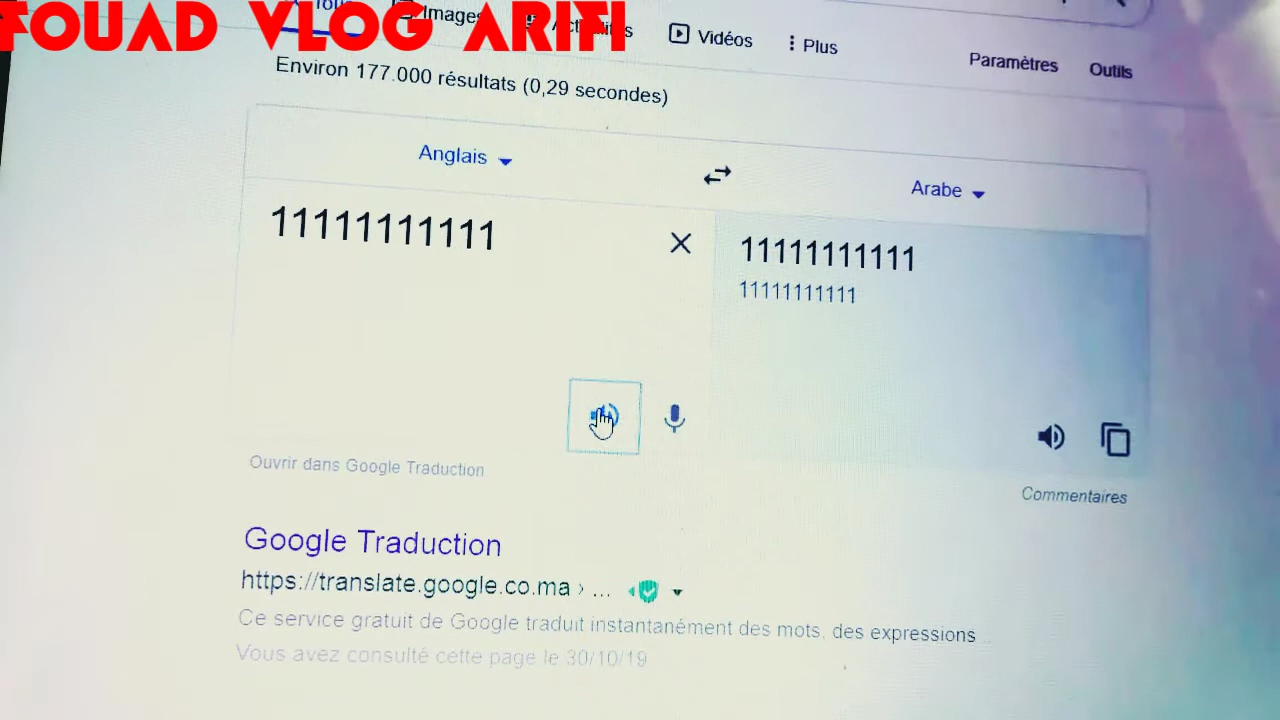 FOUAD VLOG ARIFI
Images
Vidéos
Plus
Paramètres
Outils
Environ 177.000 résultats (0,29 secondes)
Anglais
Arabe
11111111111
11111111111
11111111111
Ouvrir dans Google Traduction
Commentaires
Google Traduction
https://translate.google.co.ma › ...
Ce service gratuit de Google traduit instantanément des mots, des expressions
Vous avez consulté cette page le 30/10/19